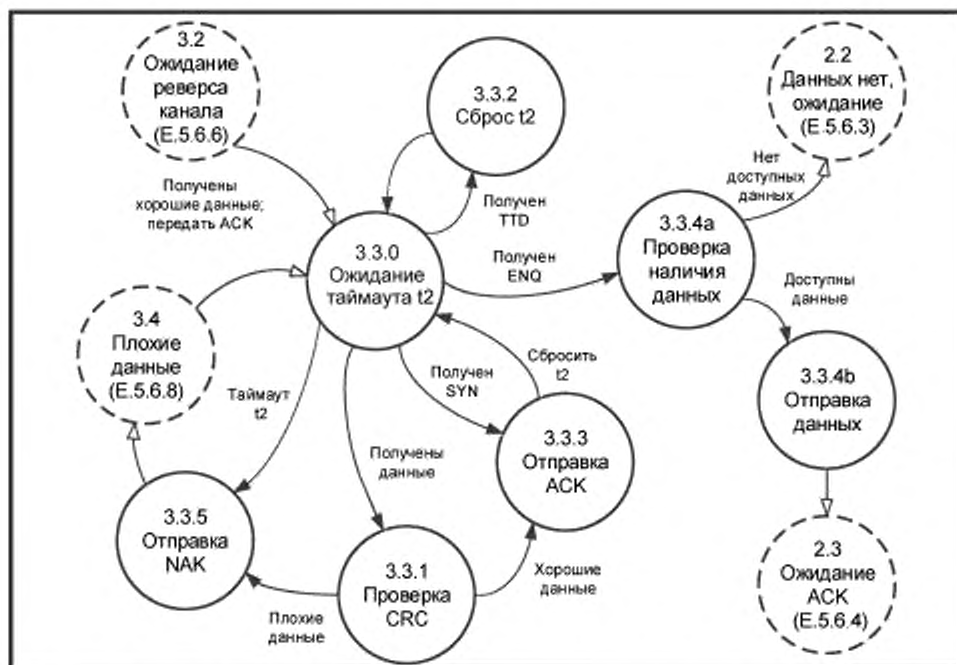 3.2
Ожидание
реверса
канала
(Е.5.6.6)
3.3.2
Сброс t2
2.2
Данных нет,
ожидание
(Е.5.6.3)
Получены
хорошие данные;
передать ACK
Получен
TTD
Нет
доступных
данных
3.3.0
Ожидание
таймаута t2
Получен
ENQ
3.3.4a
Проверка
наличия
данных
Доступны
данные
3.4
Плохие
данные
(Е.5.6.8)
Таймаут
t2
Получен
SYN
Сбросить
t2
3.3.4b
Отправка
данных
Получены
данные
3.3.3
Отправка
ACK
3.3.5
Отправка
NAK
3.3.1
Проверка
CRC
Плохие
данные
Хорошие
данные
2.3
Ожидание
ACK
(Е.5.6.4)